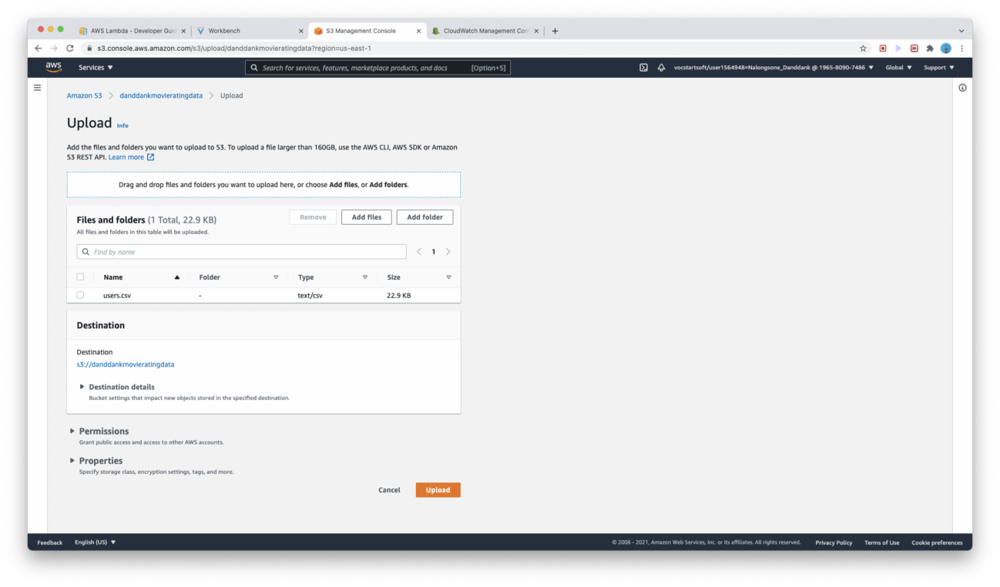 AWS Lambda - Developer Guid
Workbench
S3 Management Console
CloudWatch Management Con
s3.console.aws.amazon.com/s3/upload/danddankmovieratingdata?region=us-east-1
aws
Services
Search for services, features, marketplace products, and docs [Option+S]
vocstartsoft/user1564948=Nalongsone_Danddank @ 1965-8090-7486
Global
Support
Amazon S3 > danddankmovieratingdata > Upload
Upload Info
Add the files and folders you want to upload to S3. To upload a file larger than 160GB, use the AWS CLI, AWS SDK or Amazon
S3 REST API. Learn more
Drag and drop files and folders you want to upload here, or choose Add files, or Add folders.
Files and folders (1 Total, 22.9 KB)
Remove
Add files
Add folder
All files and folders in this table will be uploaded.
Find by name
1
Name Folder Type Size
users.csv - text/csv 22.9 KB
Destination
Destination
s3://danddankmovieratingdata
Destination details
Bucket settings that impact new objects stored in the specified destination.
Permissions
Grant public access and access to other AWS accounts.
Properties
Specify storage class, encryption settings, tags, and more.
Cancel
Upload
Feedback
English (US)
© 2008 - 2021, Amazon Web Services, Inc. or its affiliates. All rights reserved.
Privacy Policy
Terms of Use
Cookie preferences